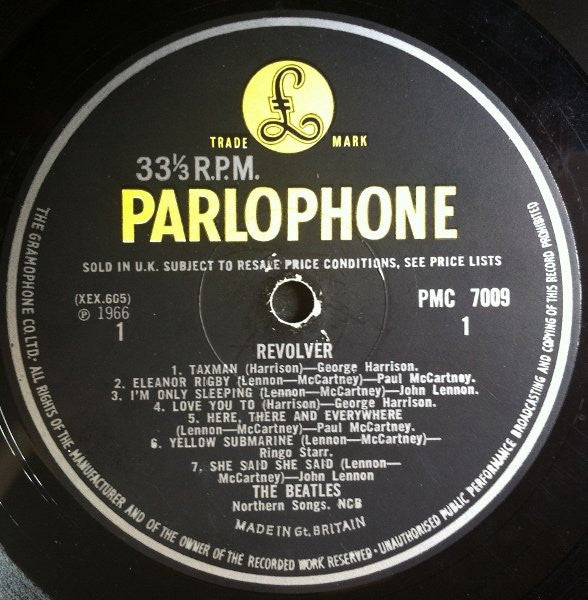 £
TRADE MARK
33⅓ R.P.M.
PARLOPHONE
SOLD IN U.K. SUBJECT TO RESALE PRICE CONDITIONS, SEE PRICE LISTS
(XEX.605)
℗ 1966
1
PMC 7009
1
REVOLVER
1. TAXMAN (Harrison)—George Harrison.
2. ELEANOR RIGBY (Lennon—McCartney)—Paul McCartney.
3. I'M ONLY SLEEPING (Lennon—McCartney)—John Lennon.
4. LOVE YOU TO (Harrison)—George Harrison.
5. HERE, THERE AND EVERYWHERE
(Lennon—McCartney)—Paul McCartney.
6. YELLOW SUBMARINE (Lennon—McCartney)—
Ringo Starr.
7. SHE SAID SHE SAID (Lennon—
McCartney)—John Lennon
THE BEATLES
Northern Songs. NCB
MADE IN Gt. BRITAIN
THE GRAMOPHONE CO. LTD. · ALL RIGHTS OF THE · MANUFACTURER AND OF THE OWNER OF THE RECORDED WORK RESERVED · UNAUTHORISED PUBLIC PERFORMANCE BROADCASTING AND COPYING OF THIS RECORD PROHIBITED